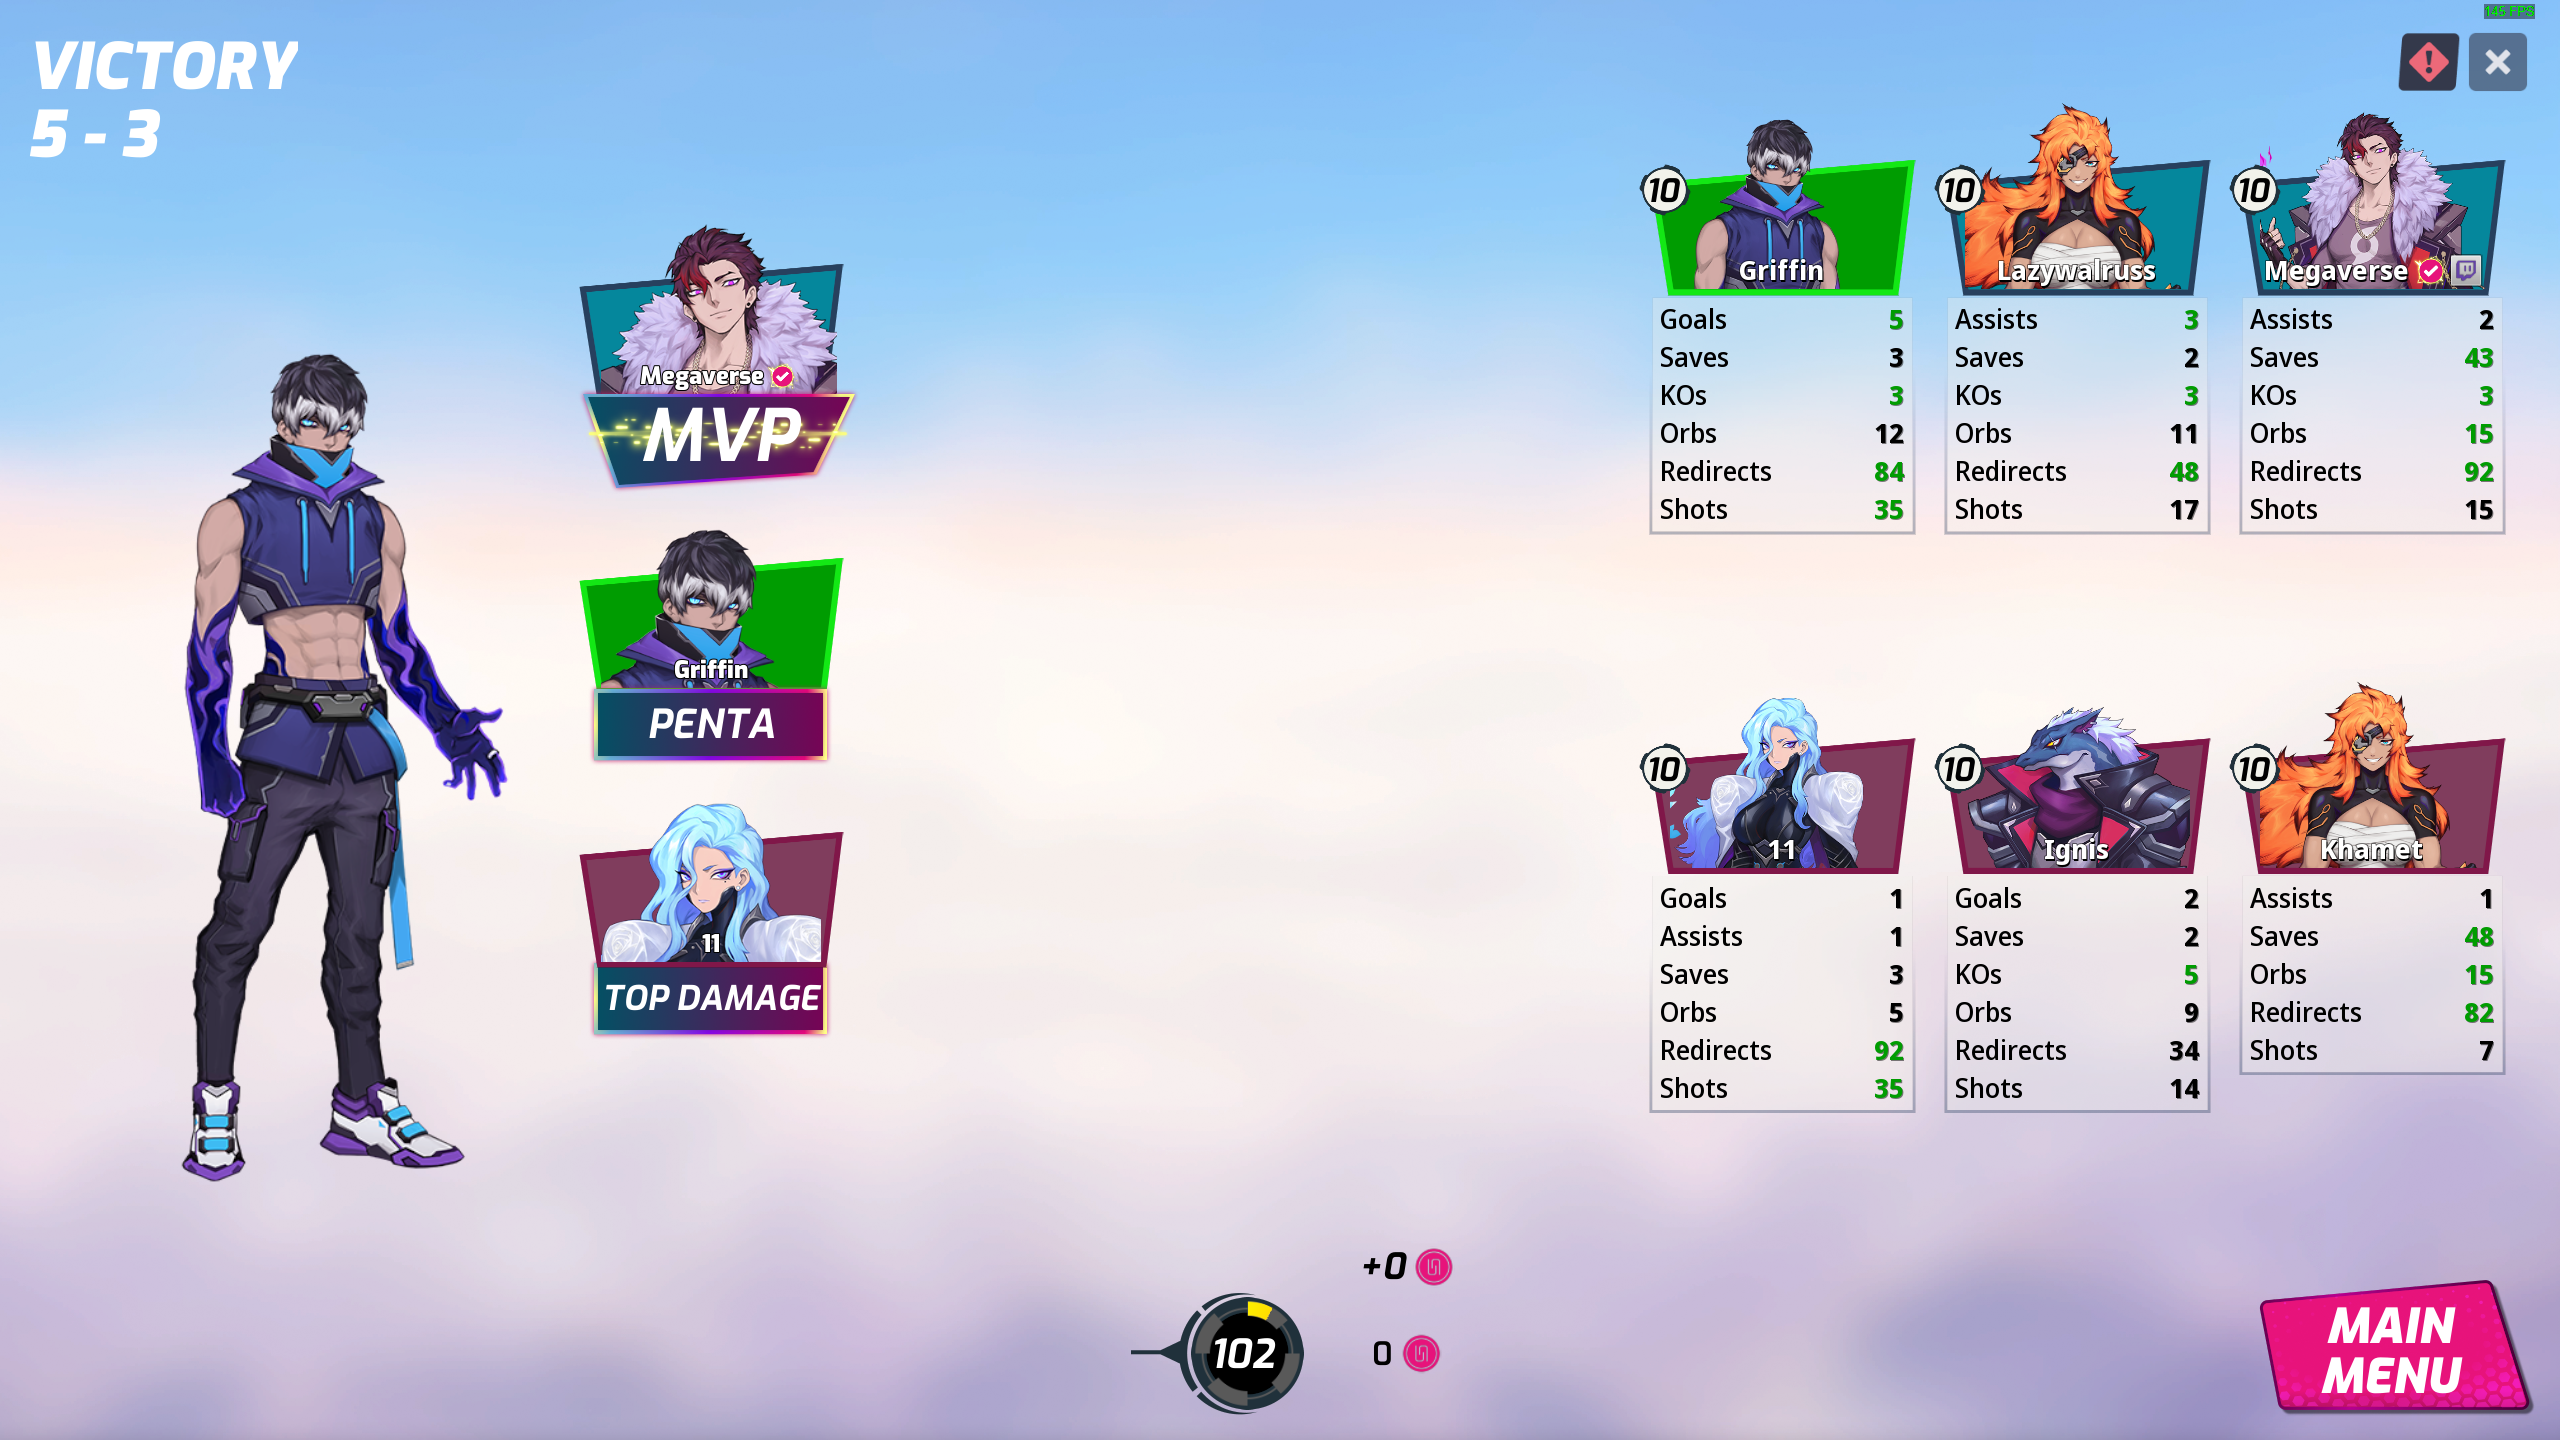 145 FPS
VICTORY
5 - 3
Megaverse
MVP
Griffin
PENTA
11
TOP DAMAGE
10
Griffin
Goals 5
Saves 3
KOs 3
Orbs 12
Redirects 84
Shots 35
10
Lazywalruss
Assists 3
Saves 2
KOs 3
Orbs 11
Redirects 48
Shots 17
10
Megaverse
Assists 2
Saves 43
KOs 3
Orbs 15
Redirects 92
Shots 15
10
11
Goals 1
Assists 1
Saves 3
Orbs 5
Redirects 92
Shots 35
10
Ignis
Goals 2
Saves 2
KOs 5
Orbs 9
Redirects 34
Shots 14
10
Khamet
Assists 1
Saves 48
Orbs 15
Redirects 82
Shots 7
+0
102
0
MAIN
MENU